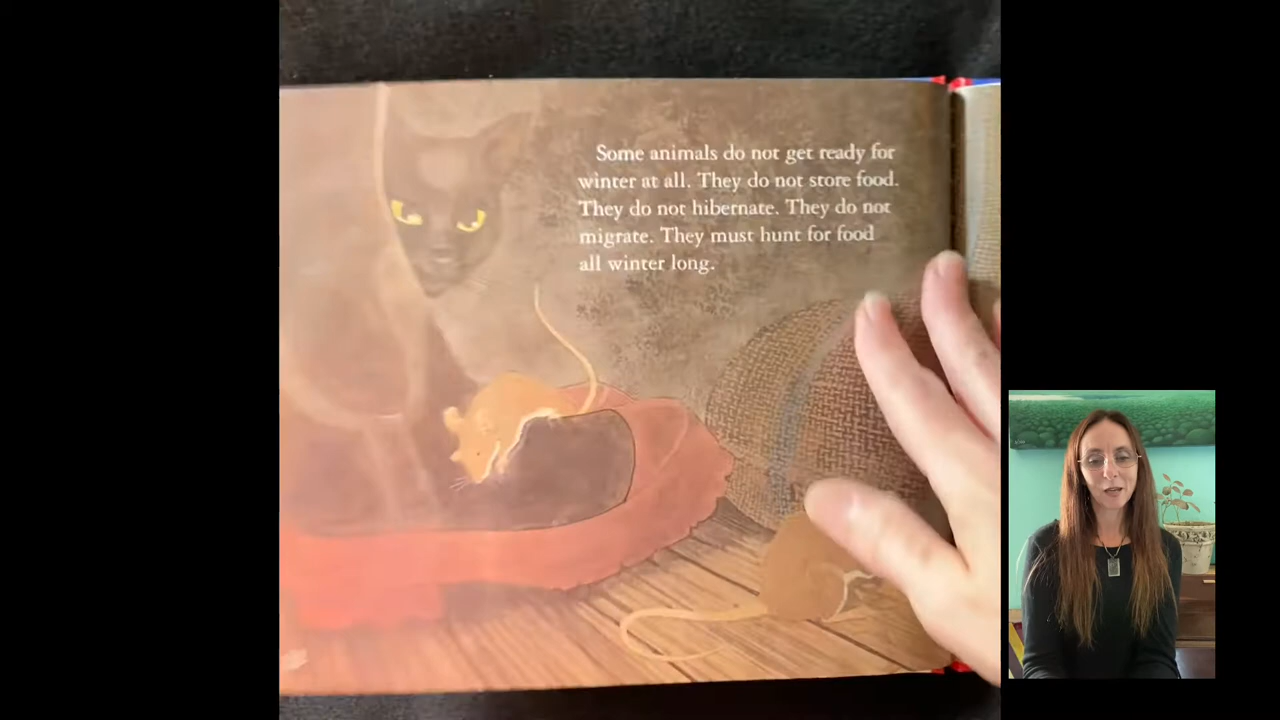 Some animals do not get ready for
winter at all. They do not store food.
They do not hibernate. They do not
migrate. They must hunt for food
all winter long.